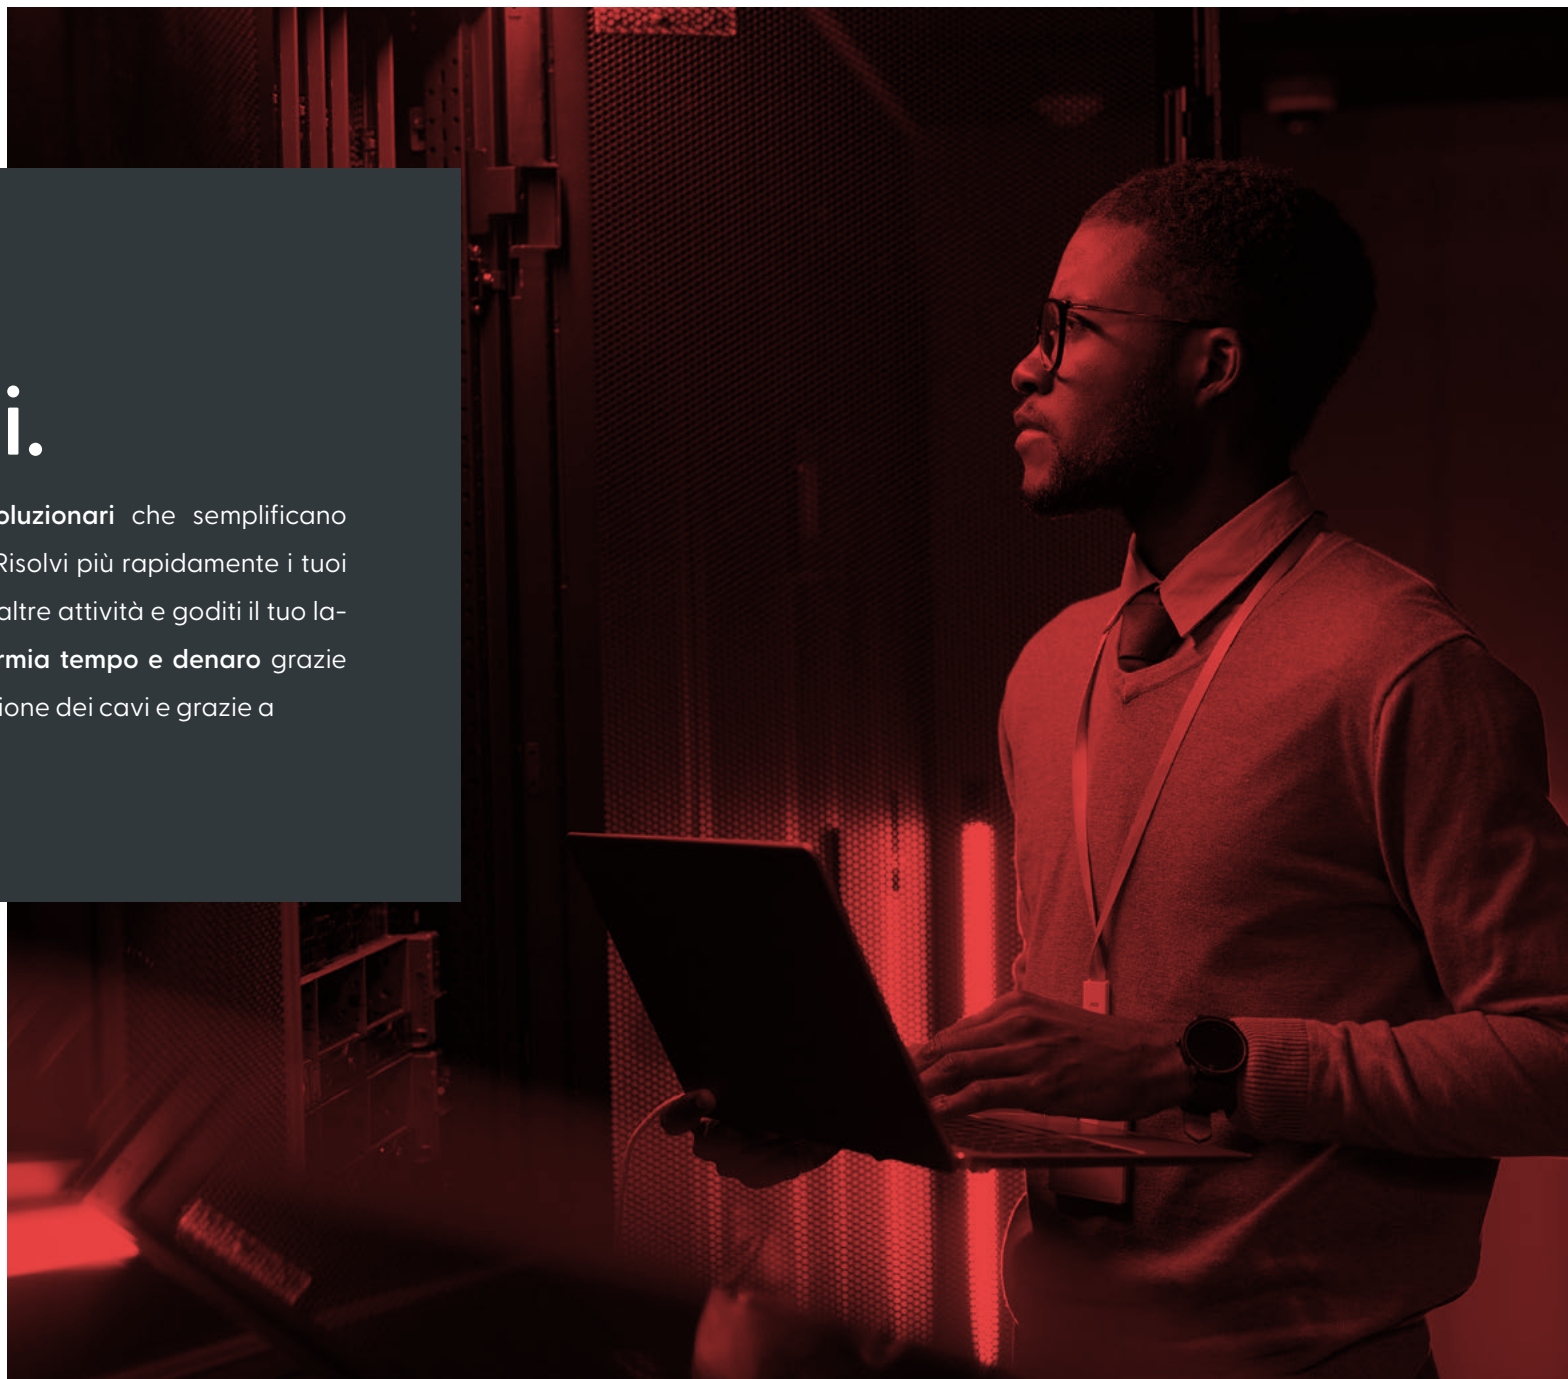 i.
oluzionari che semplificano
Risolvi più rapidamente i tuoi
altre attività e goditi il tuo la-
rmia tempo e denaro grazie
ione dei cavi e grazie a